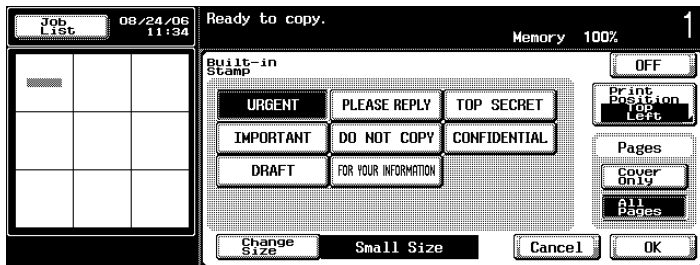 Job
List
08/24/06
11:34
Ready to copy.
Memory 100%
1
Built-in
Stamp
OFF
URGENT
PLEASE REPLY
TOP SECRET
IMPORTANT
DO NOT COPY
CONFIDENTIAL
DRAFT
FOR YOUR INFORMATION
Print
Position
Top
Left
Pages
Cover
Only
All
Pages
Change
Size
Small Size
Cancel
OK